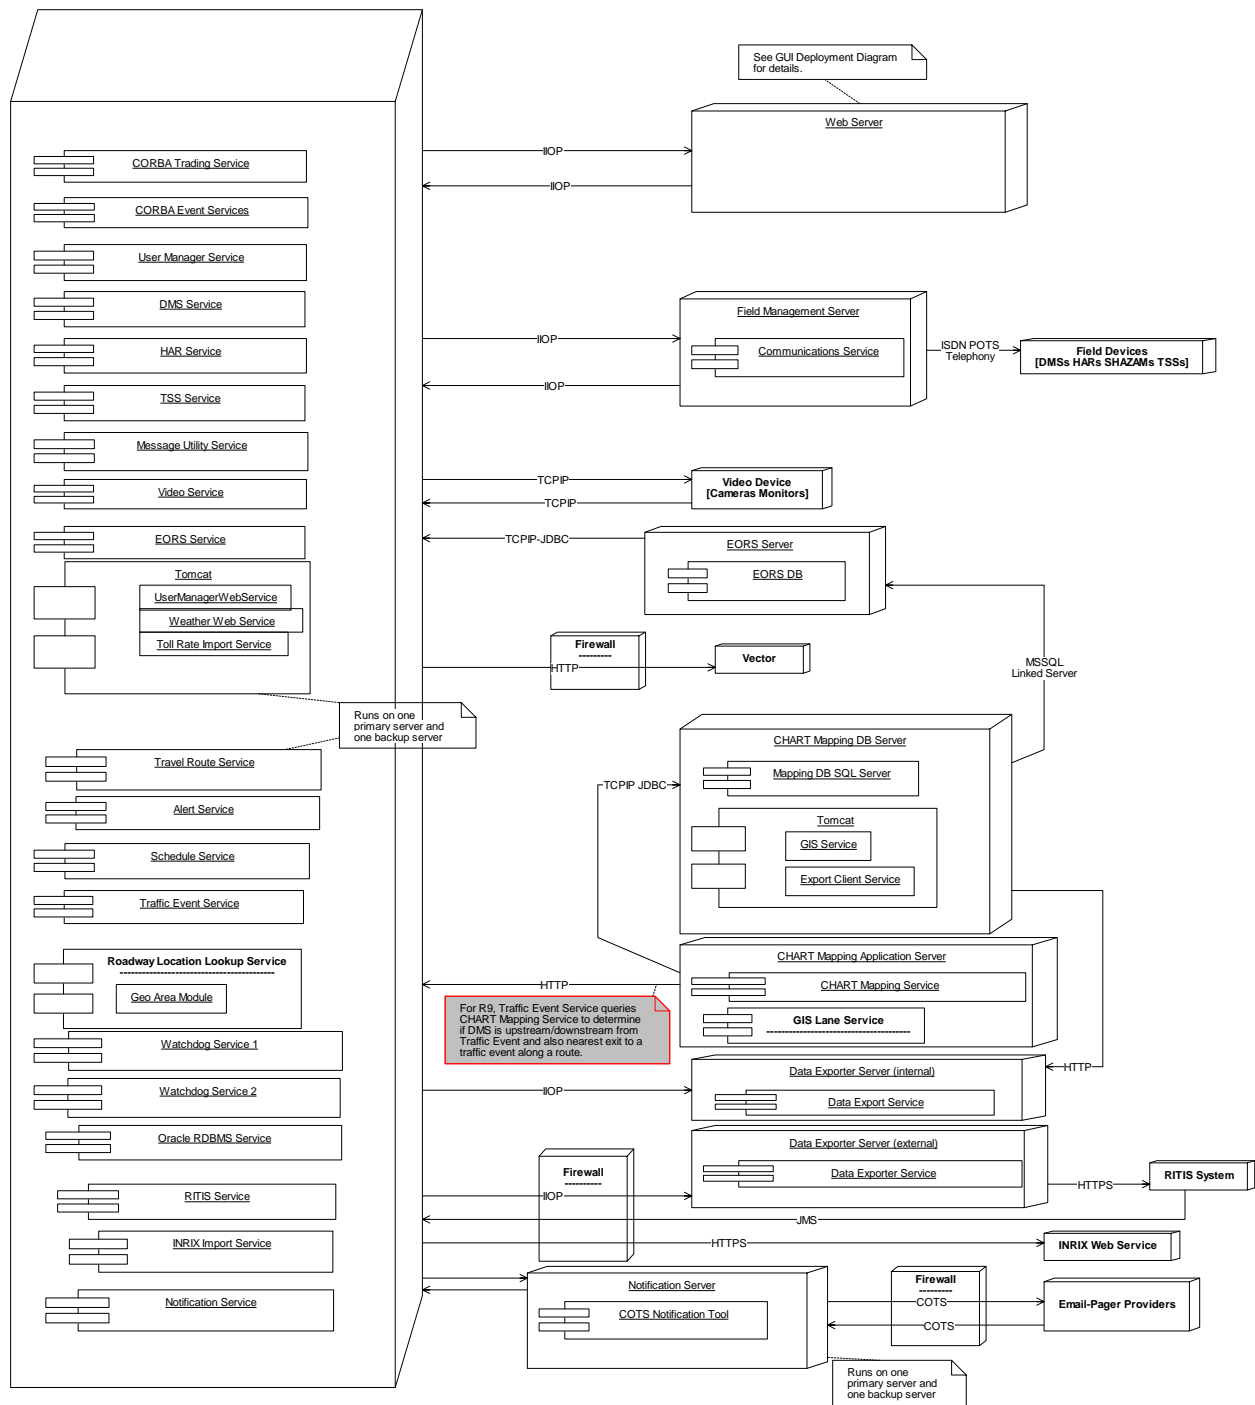 See GUI Deployment Diagram
for details.
Web Server
CORBA Trading Service
IIOP
IIOP
CORBA Event Services
User Manager Service
DMS Service
Field Management Server
HAR Service
IIOP
Communications Service
ISDN POTS
Telephony
Field Devices
[DMSs HARs SHAZAMs TSSs]
IIOP
TSS Service
Message Utility Service
TCPIP
Video Device
[Cameras Monitors]
Video Service
TCPIP
EORS Service
TCPIP-JDBC
EORS Server
EORS DB
Tomcat
UserManagerWebService
Weather Web Service
Toll Rate Import Service
Firewall
---------
HTTP
Vector
MSSQL
Linked Server
Runs on one
primary server and
one backup server
CHART Mapping DB Server
Travel Route Service
TCPIP JDBC
Mapping DB SQL Server
Alert Service
Tomcat
GIS Service
Schedule Service
Export Client Service
Traffic Event Service
Roadway Location Lookup Service
------------------------------------------
Geo Area Module
CHART Mapping Application Server
HTTP
CHART Mapping Service
For R9, Traffic Event Service queries
CHART Mapping Service to determine
if DMS is upstream/downstream from
Traffic Event and also nearest exit to a
traffic event along a route.
GIS Lane Service
---------------------------------------
Watchdog Service 1
Data Exporter Server (internal)
HTTP
Watchdog Service 2
IIOP
Data Export Service
Oracle RDBMS Service
Data Exporter Server (external)
Firewall
----------
Data Exporter Service
HTTPS
RITIS System
RITIS Service
IIOP
JMS
INRIX Import Service
HTTPS
INRIX Web Service
Notification Server
Firewall
---------
Notification Service
COTS Notification Tool
COTS
Email-Pager Providers
COTS
Runs on one
primary server and
one backup server